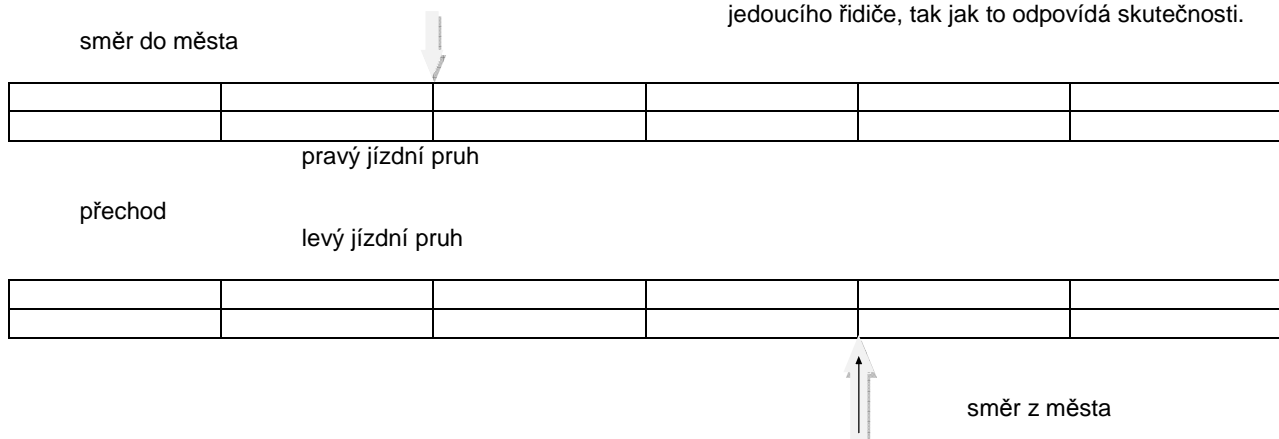 jedoucího řidiče, tak jak to odpovídá skutečnosti.
směr do města
pravý jízdní pruh
přechod
levý jízdní pruh
směr z města